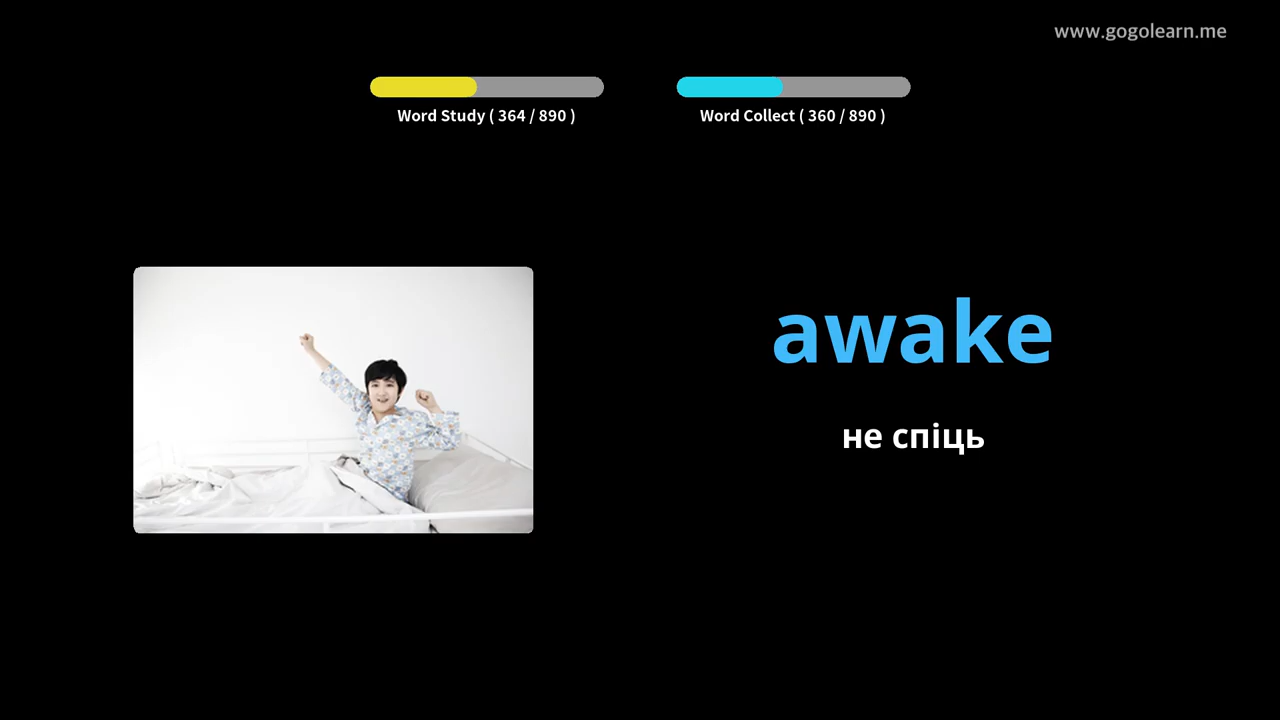 www.gogolearn.me
Word Study ( 364 / 890 )
Word Collect ( 360 / 890 )
awake
не спіць